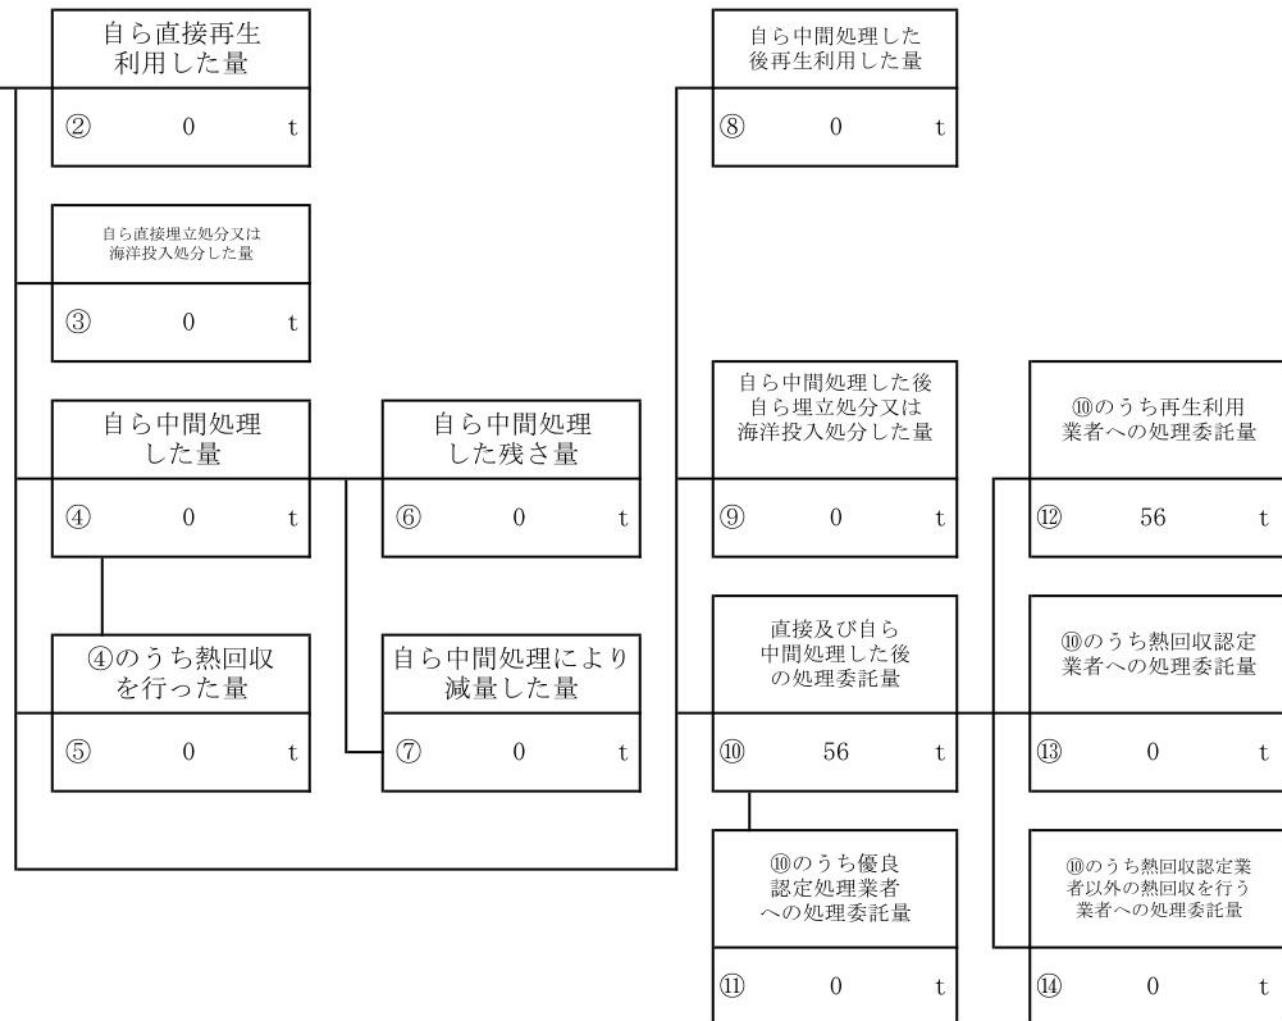 自ら直接再生
利用した量
② 0 t
自ら直接埋立処分又は
海洋投入処分した量
③ 0 t
自ら中間処理
した量
④ 0 t
④のうち熱回収
を行った量
⑤ 0 t
自ら中間処理
した残さ量
⑥ 0 t
自ら中間処理により
減量した量
⑦ 0 t
自ら中間処理した
後再生利用した量
⑧ 0 t
自ら中間処理した後
自ら埋立処分又は
海洋投入処分した量
⑨ 0 t
直接及び自ら
中間処理した後
の処理委託量
⑩ 56 t
⑩のうち優良
認定処理業者
への処理委託量
⑪ 0 t
⑩のうち再生利用
業者への処理委託量
⑫ 56 t
⑩のうち熱回収認定
業者への処理委託量
⑬ 0 t
⑩のうち熱回収認定業
者以外の熱回収を行う
業者への処理委託量
⑭ 0 t